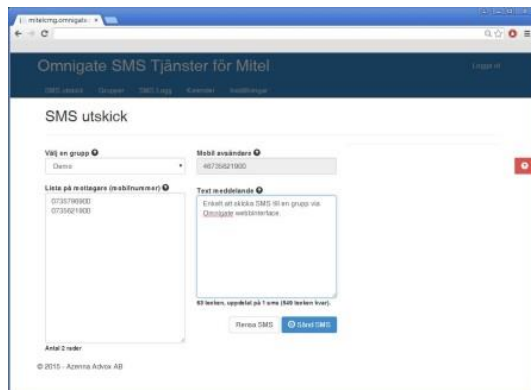 mitelcmg.omnigate
Omnigate SMS Tjänster för Mitel
Logga ut
SMS utskick Grupper SMS Logg Kalender Inställningar
SMS utskick
Välj en grupp
Mobil avsändare
Demo
46735621900
Lista på mottagare (mobilnummer)
Text meddelande
0735790900
0735621900
Enkelt att skicka SMS till en grupp via
Omnigate webbinterface.
tecken, uppdelat på 1 sms tecken kvar).
Rensa SMS
Sänd SMS
Antal 2 rader
© 2015 - Azenna Advox AB